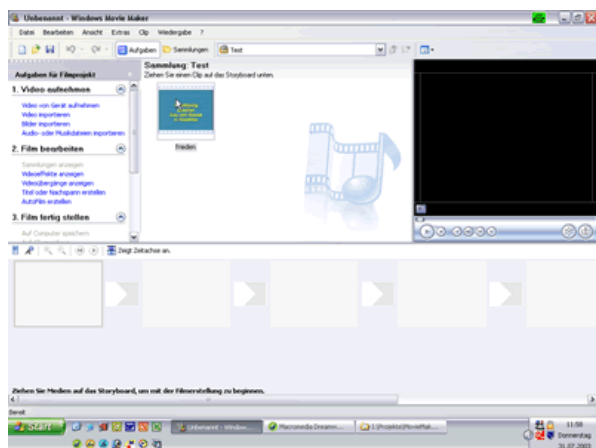 Unbenannt - Windows Movie Maker
Datei Bearbeiten Ansicht Extras Clip Wiedergabe ?
Aufgaben Sammlungen Test
Aufgaben für Filmprojekt
Sammlung: Test
Ziehen Sie einen Clip auf das Storyboard unten.
1. Video aufnehmen
Video von Gerät aufnehmen
Video importieren
Bilder importieren
Audio- oder Musikdateien importieren
frieden
2. Film bearbeiten
Sammlungen anzeigen
Videoeffekte anzeigen
Videoübergänge anzeigen
Titel oder Nachspann erstellen
AutoFilm erstellen
3. Film fertig stellen
Auf Computer speichern
Zeigt Zeitachse an.
Ziehen Sie Medien auf das Storyboard, um mit der Filmerstellung zu beginnen.
Bereit
Start
Unbenannt - Window...
Macromedia Dreamw...
11:58
Donnerstag
31.07.2003